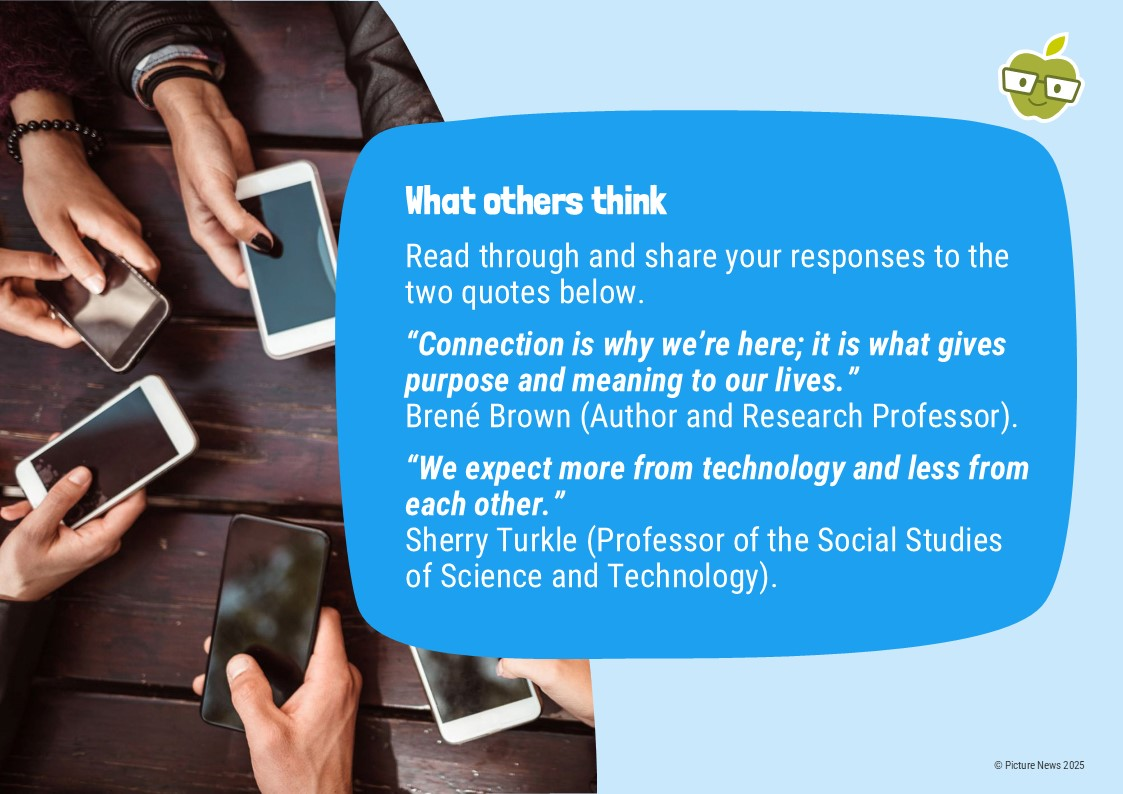 What others think
Read through and share your responses to the
two quotes below.
“Connection is why we’re here; it is what gives
purpose and meaning to our lives.”
Brené Brown (Author and Research Professor).
“We expect more from technology and less from
each other.”
Sherry Turkle (Professor of the Social Studies
of Science and Technology).
© Picture News 2025